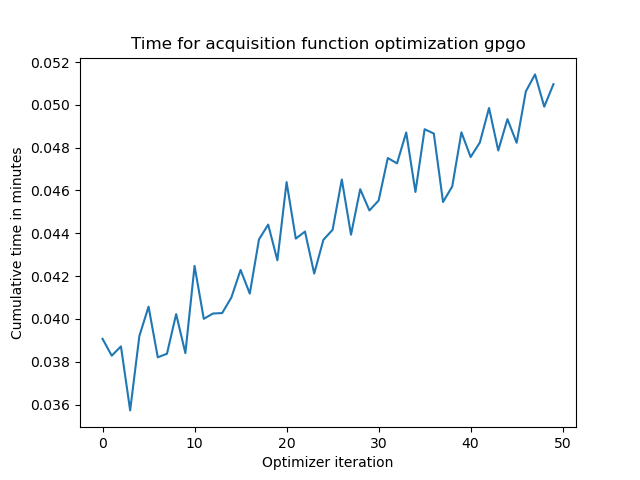 Time for acquisition function optimization gpgo
0.052
0.050
0.048
0.046
0.044
0.042
0.040
0.038
0.036
Cumulative time in minutes
0 10 20 30 40 50
Optimizer iteration